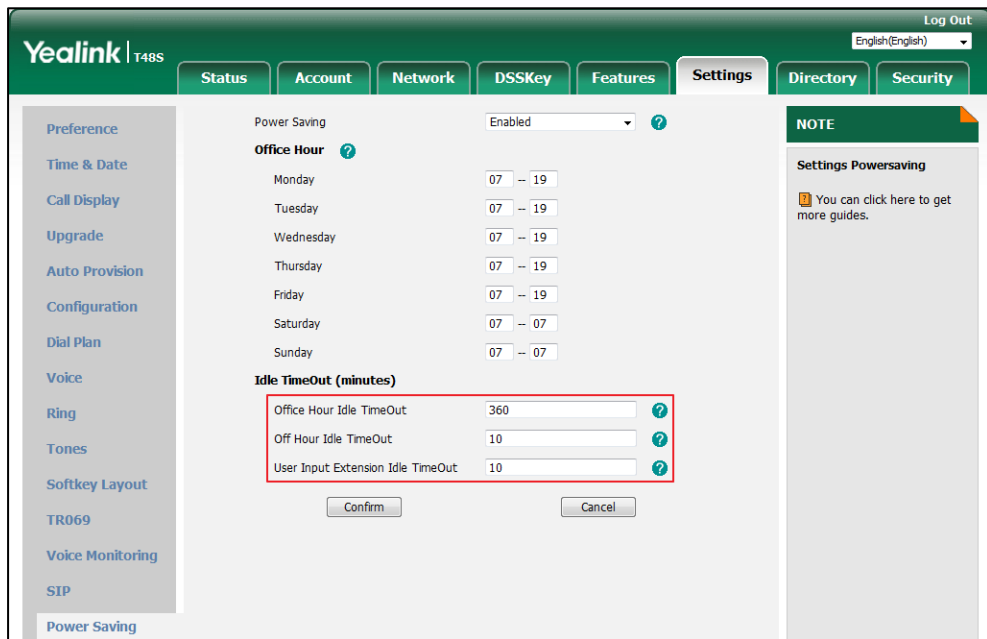 Log Out
Yealink T48S
English(English)
Status Account Network DSSKey Features Settings Directory Security
Preference
Time & Date
Call Display
Upgrade
Auto Provision
Configuration
Dial Plan
Voice
Ring
Tones
Softkey Layout
TR069
Voice Monitoring
SIP
Power Saving
Power Saving Enabled ?
Office Hour ?
Monday 07 -- 19
Tuesday 07 -- 19
Wednesday 07 -- 19
Thursday 07 -- 19
Friday 07 -- 19
Saturday 07 -- 07
Sunday 07 -- 07
Idle TimeOut (minutes)
Office Hour Idle TimeOut 360 ?
Off Hour Idle TimeOut 10 ?
User Input Extension Idle TimeOut 10 ?
Confirm Cancel
NOTE
Settings Powersaving
? You can click here to get
more guides.